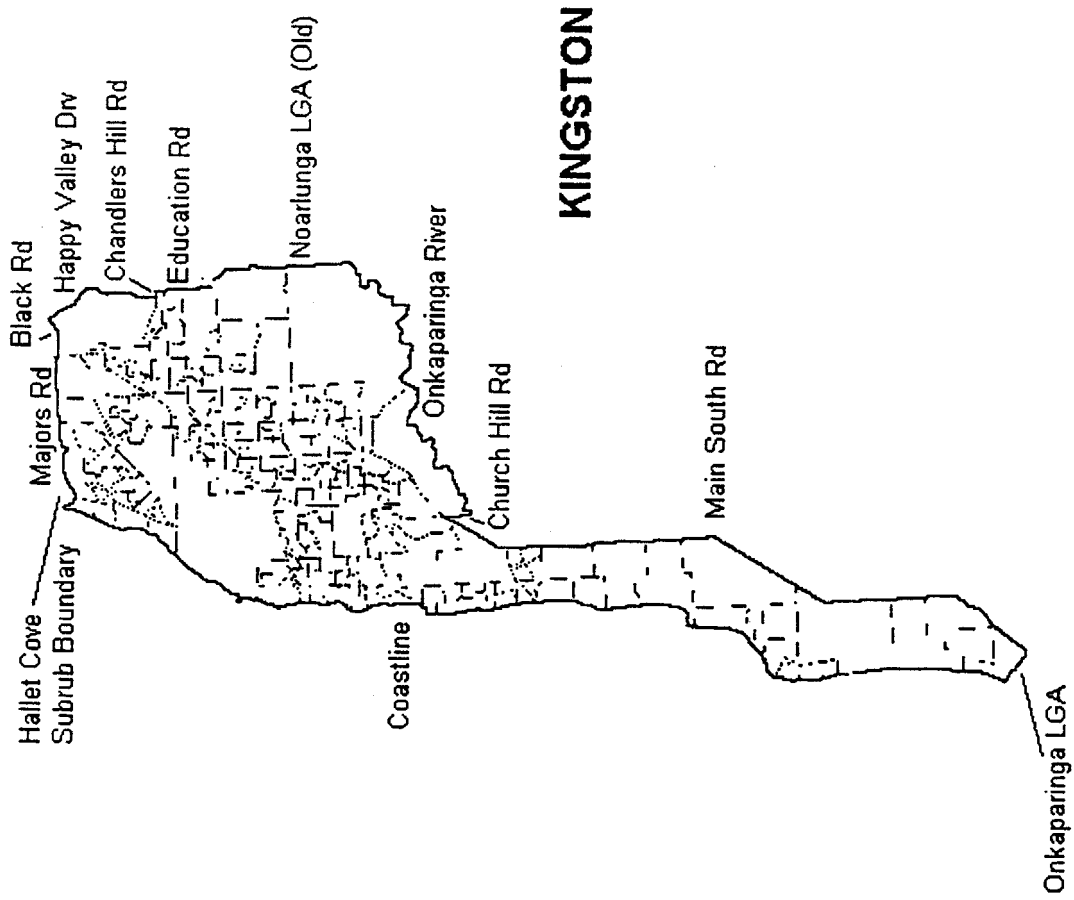 Hallet Cove
Subrub Boundary
Majors Rd
Black Rd
Happy Valley Drv
Chandlers Hill Rd
Education Rd
Noarlunga LGA (Old)
Onkaparinga River
Church Hill Rd
Coastline
Main South Rd
Onkaparinga LGA
KINGSTON